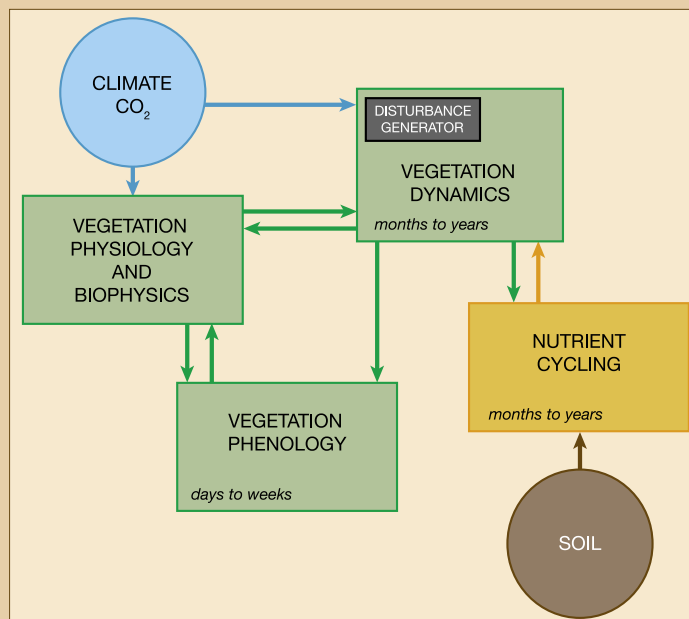 CLIMATE
CO₂
DISTURBANCE
GENERATOR
VEGETATION
DYNAMICS
months to years
VEGETATION
PHYSIOLOGY
AND
BIOPHYSICS
NUTRIENT
CYCLING
months to years
VEGETATION
PHENOLOGY
days to weeks
SOIL